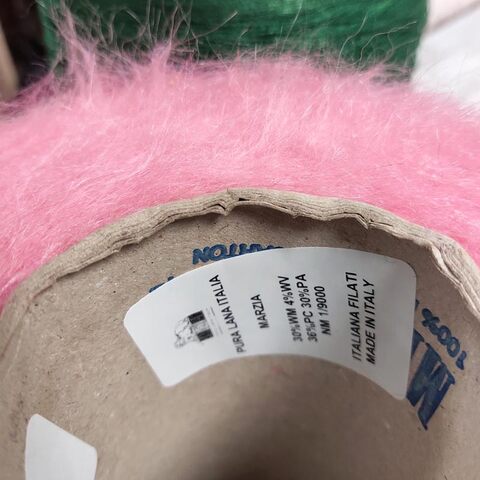 PURA LANA ITALIA
MARZIA
30%WM 4%WV
36%PC 30%PA
NM 1/9000
ITALIANA FILATI
MADE IN ITALY
100%